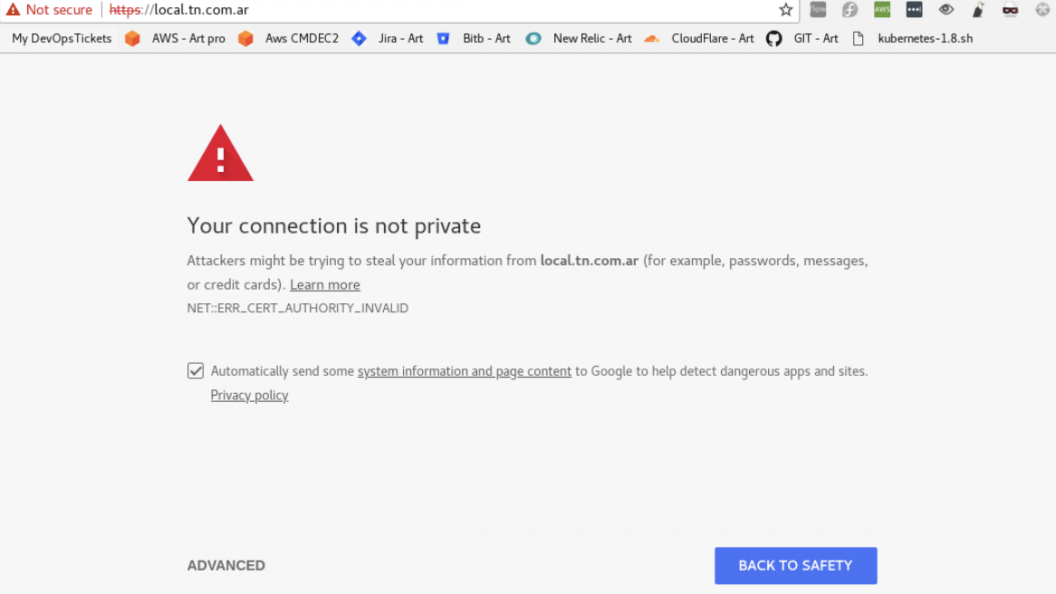 Not secure | https://local.tn.com.ar
My DevOpsTickets AWS - Art pro Aws CMDEC2 Jira - Art Bitb - Art New Relic - Art CloudFlare - Art GIT - Art kubernetes-1.8.sh
Your connection is not private
Attackers might be trying to steal your information from local.tn.com.ar (for example, passwords, messages,
or credit cards). Learn more
NET::ERR_CERT_AUTHORITY_INVALID
Automatically send some system information and page content to Google to help detect dangerous apps and sites.
Privacy policy
ADVANCED BACK TO SAFETY